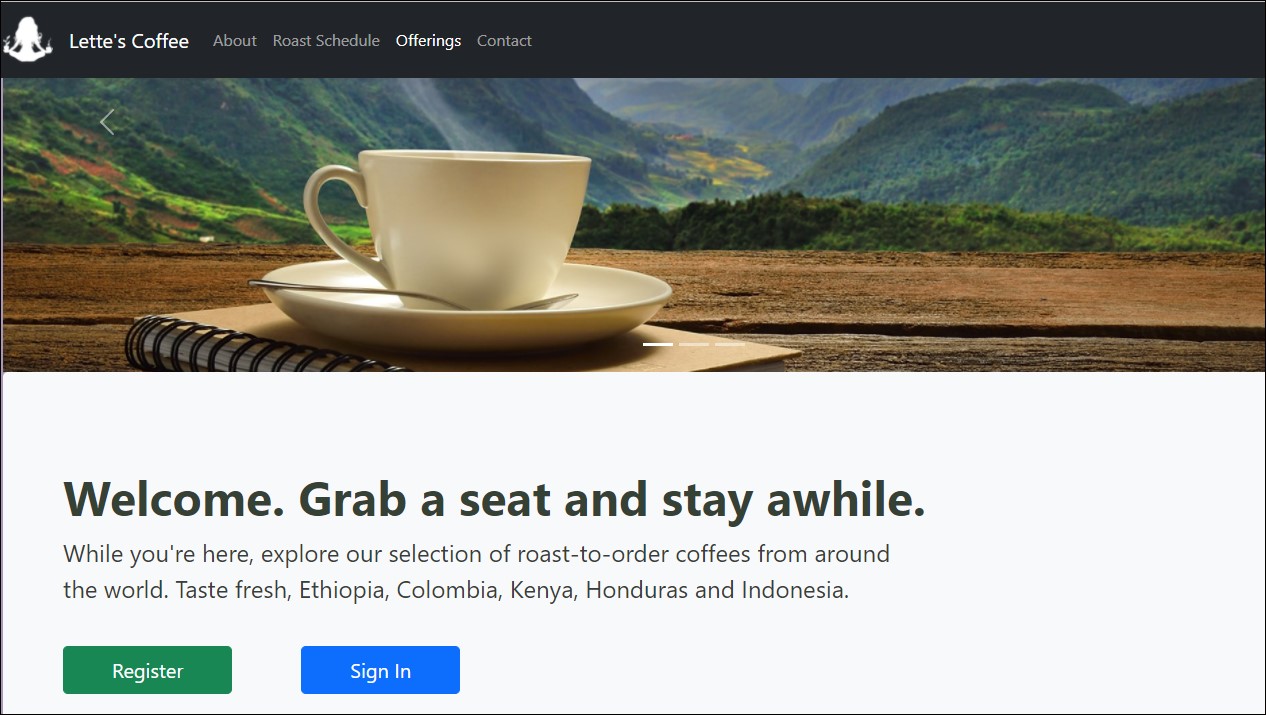 Lette's Coffee About Roast Schedule Offerings Contact
Welcome. Grab a seat and stay awhile.
While you're here, explore our selection of roast-to-order coffees from around
the world. Taste fresh, Ethiopia, Colombia, Kenya, Honduras and Indonesia.
Register Sign In